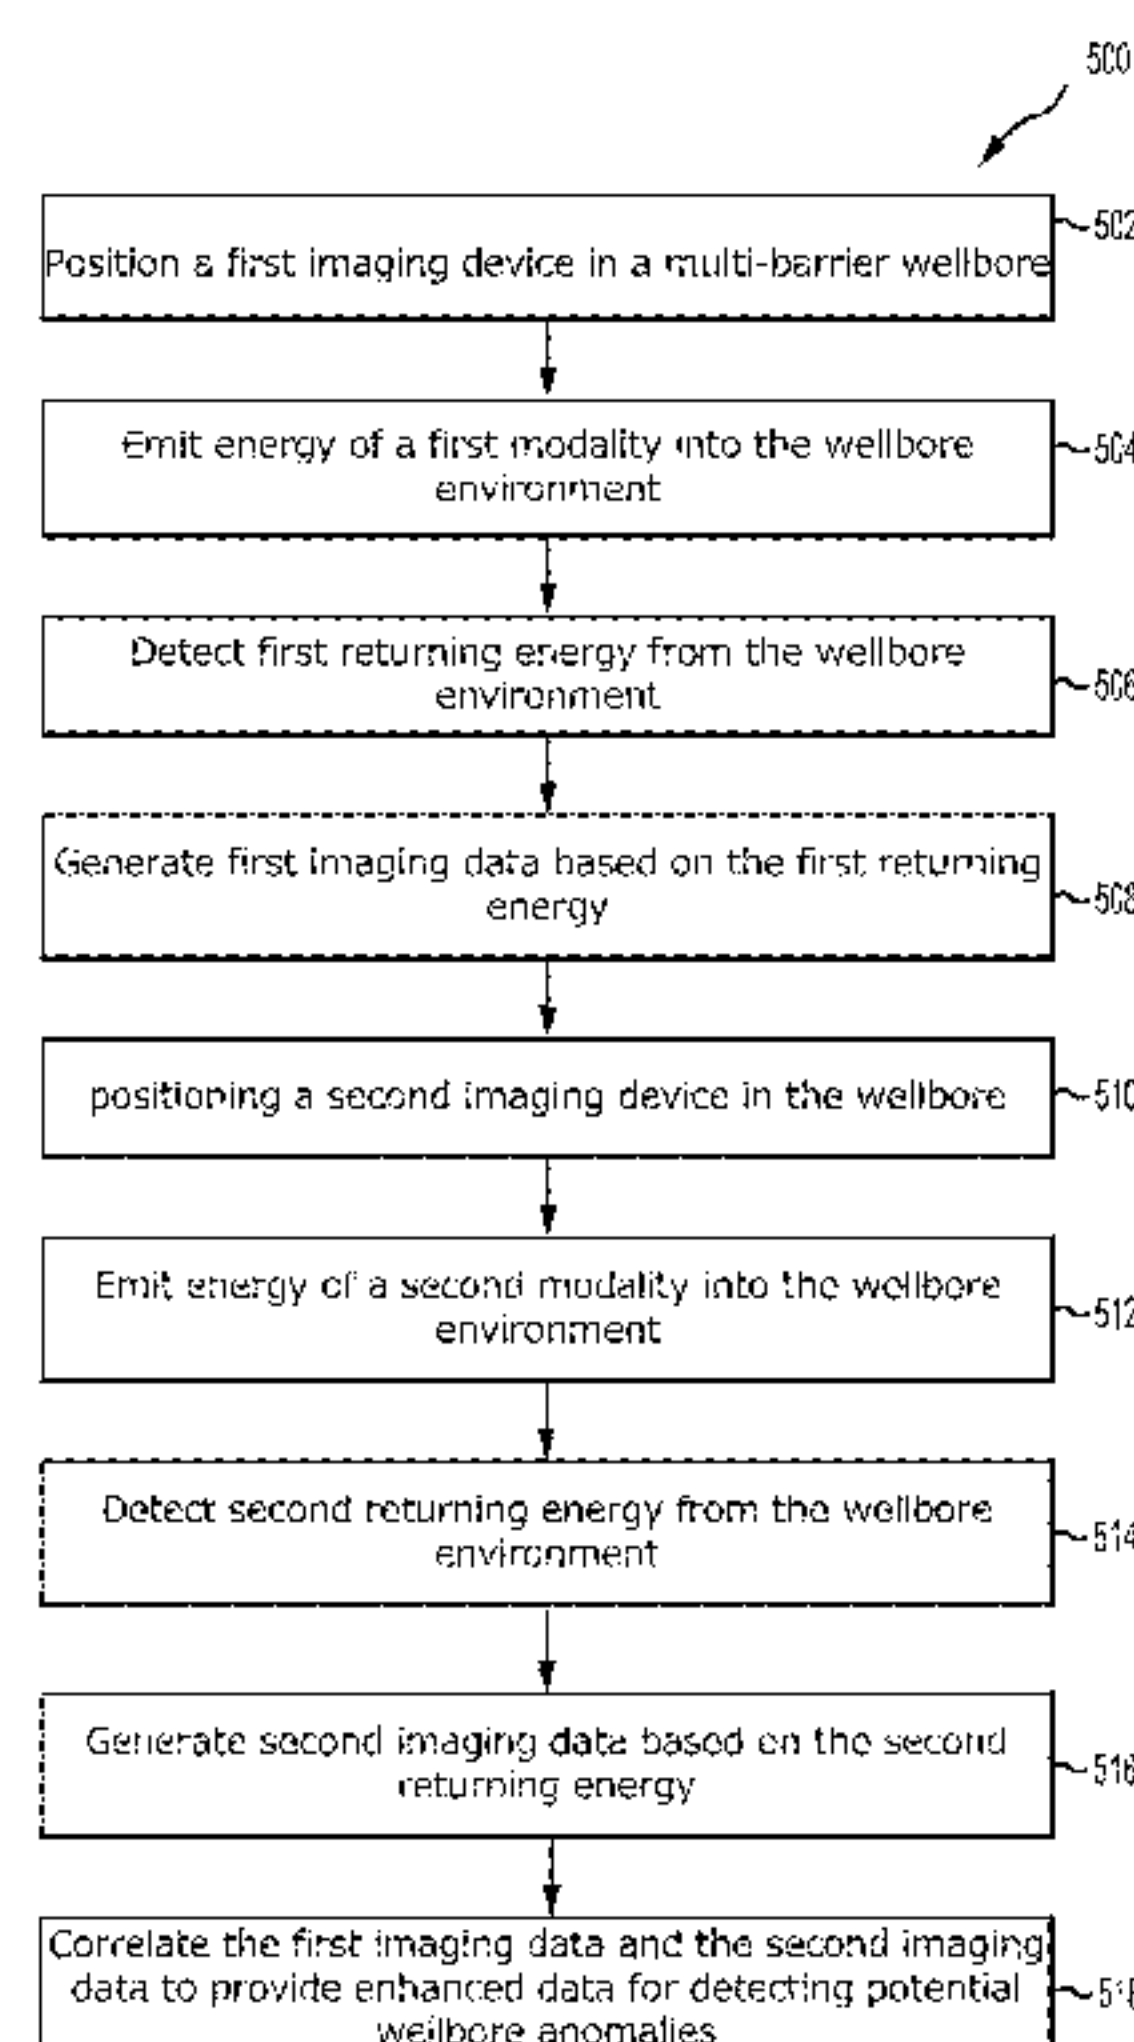 500
Position a first imaging device in a multi-barrier wellbore
502
Emit energy of a first modality into the wellbore
environment
504
Detect first returning energy from the wellbore
environment
506
Generate first imaging data based on the first returning
energy
508
positioning a second imaging device in the wellbore
510
Emit energy of a second modality into the wellbore
environment
512
Detect second returning energy from the wellbore
environment
514
Generate second imaging data based on the second
returning energy
516
Correlate the first imaging data and the second imaging
data to provide enhanced data for detecting potential
wellbore anomalies